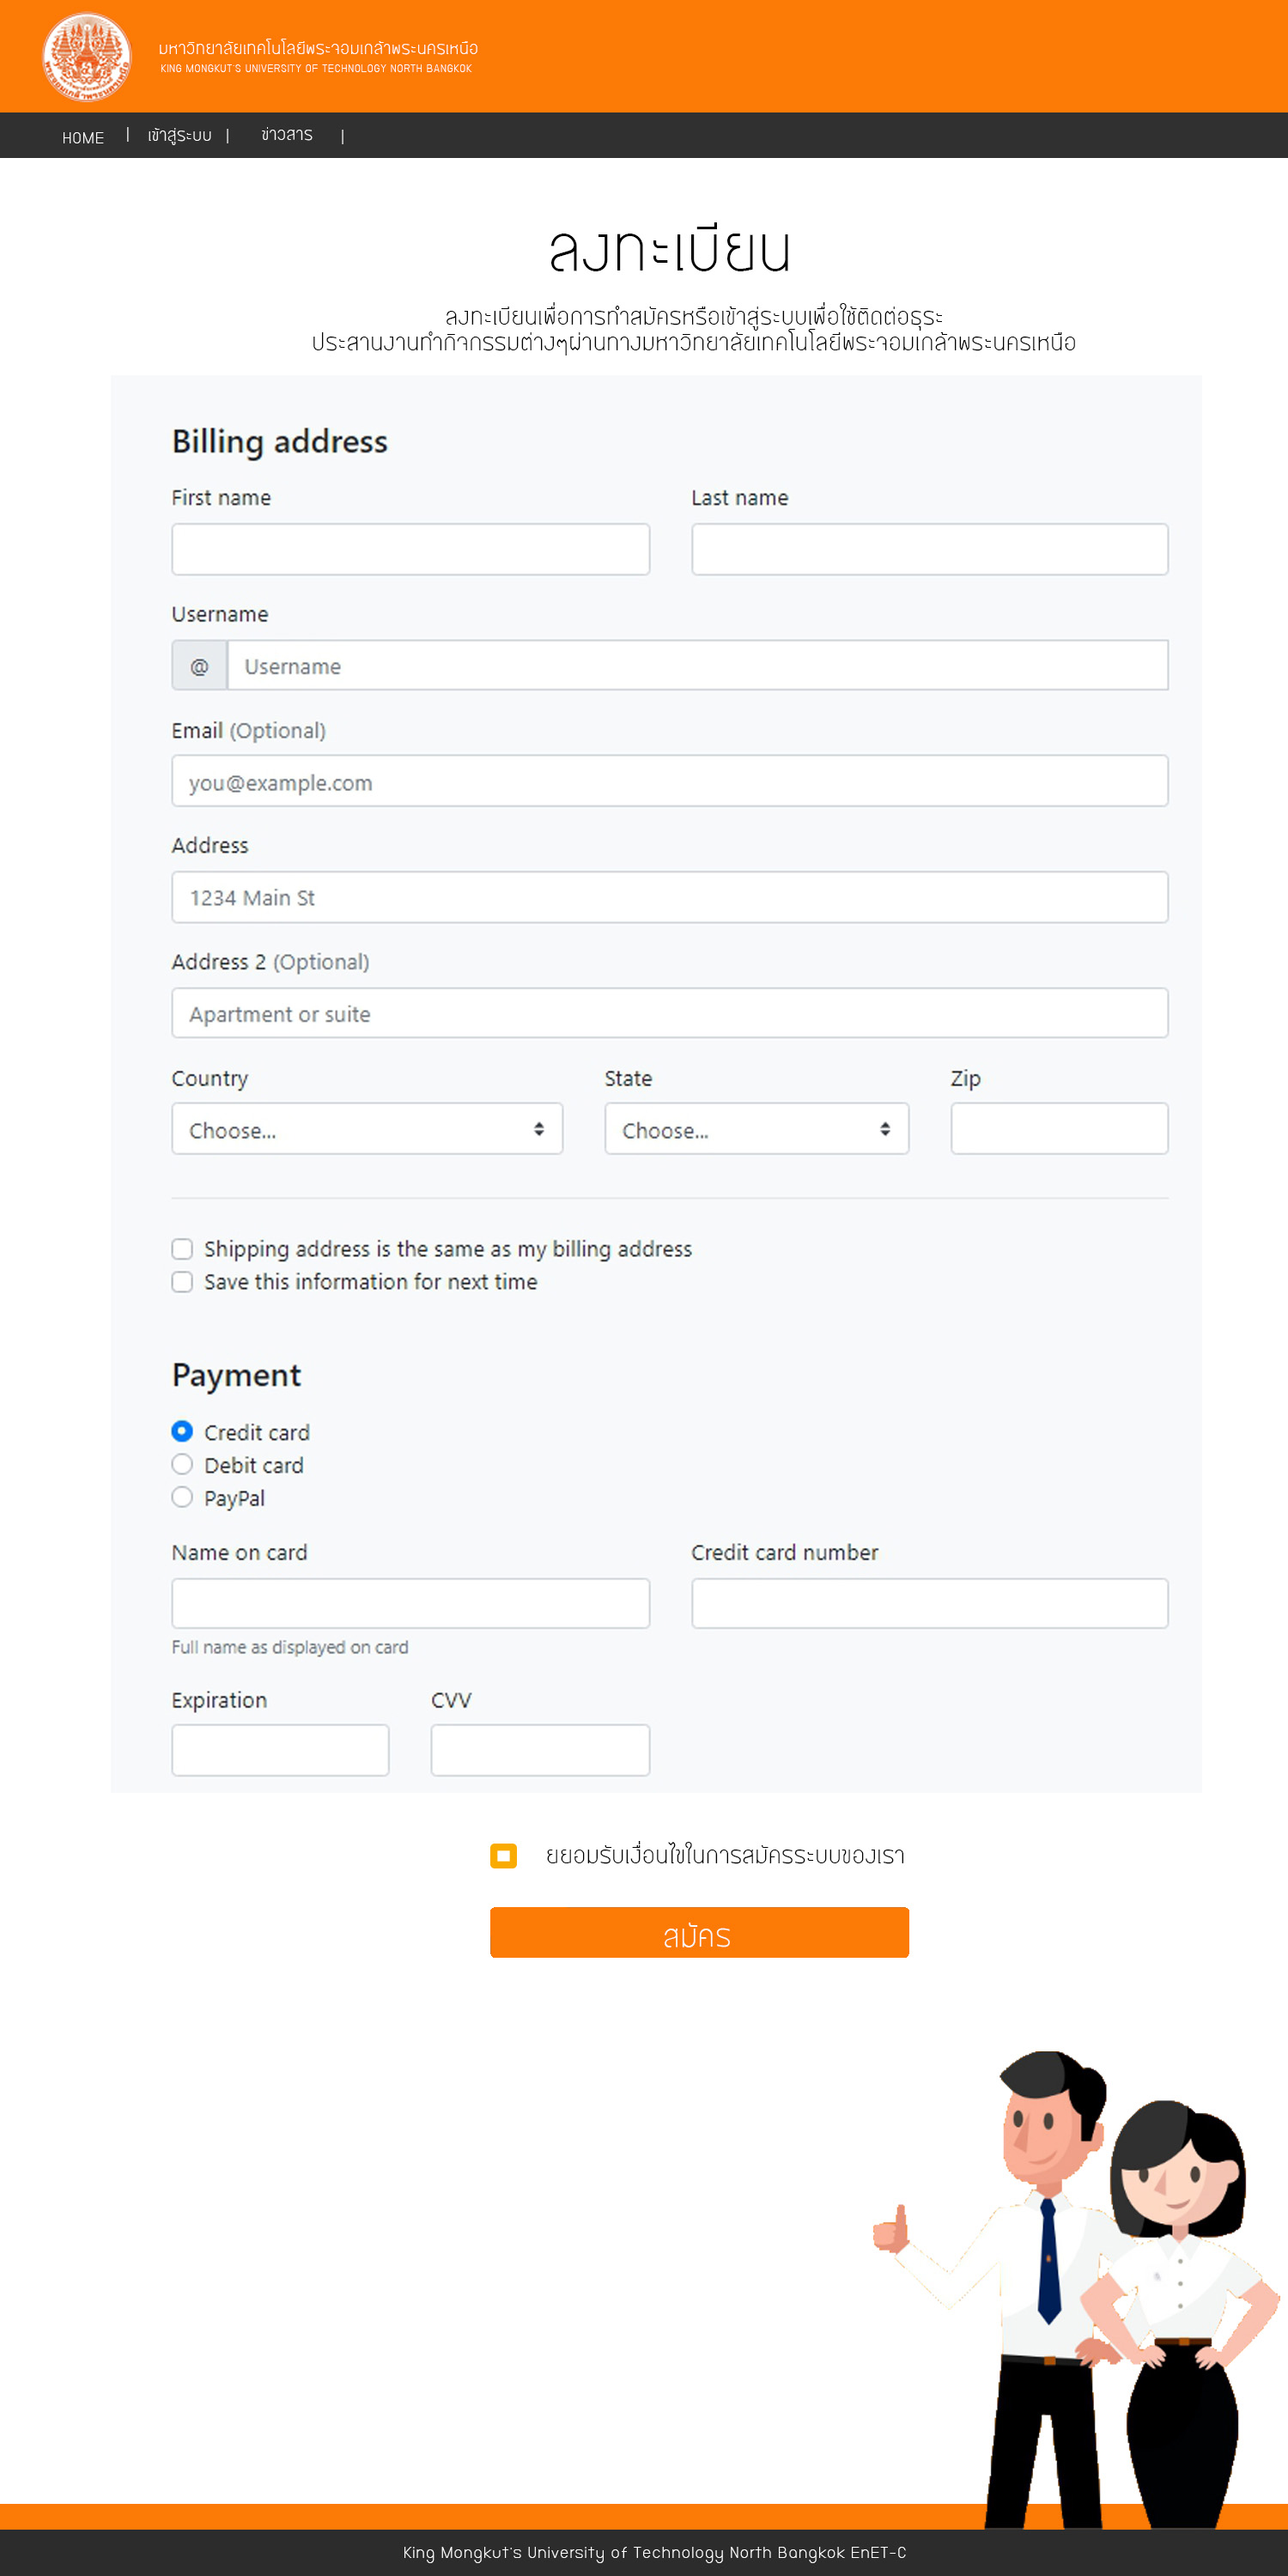 มหาวิทยาลัยเทคโนโลยีพระจอมเกล้าพระนครเหนือ
KING MONGKUT'S UNIVERSITY OF TECHNOLOGY NORTH BANGKOK
HOME | เข้าสู่ระบบ | ข่าวสาร |
ลงทะเบียน
ลงทะเบียนเพื่อการทำสมัครหรือเข้าสู่ระบบเพื่อใช้ติดต่อธุระ
ประสานงานทำกิจกรรมต่างๆผ่านทางมหาวิทยาลัยเทคโนโลยีพระจอมเกล้าพระนครเหนือ
Billing address
First name Last name
Username
@ Username
Email (Optional)
you@example.com
Address
1234 Main St
Address 2 (Optional)
Apartment or suite
Country State Zip
Choose... Choose...
Shipping address is the same as my billing address
Save this information for next time
Payment
Credit card
Debit card
PayPal
Name on card Credit card number
Full name as displayed on card
Expiration CVV
ยยอมรับเงื่อนไขในการสมัครระบบของเรา
สมัคร
King Mongkut's University of Technology North Bangkok EnET-C